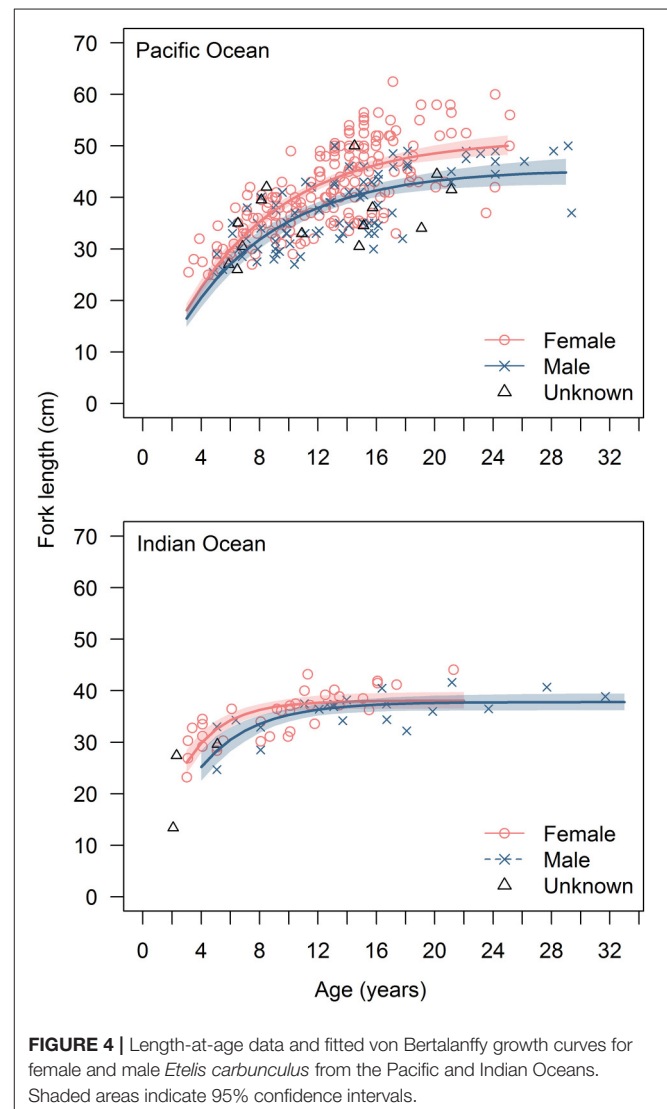 Pacific Ocean
70
60
50
40
30
20
10
0
Female
Male
Unknown
0 4 8 12 16 20 24 28 32
Fork length (cm)
Indian Ocean
70
60
50
40
30
20
10
0
Female
Male
Unknown
0 4 8 12 16 20 24 28 32
Age (years)
FIGURE 4 | Length-at-age data and fitted von Bertalanffy growth curves for
female and male Etelis carbunculus from the Pacific and Indian Oceans.
Shaded areas indicate 95% confidence intervals.